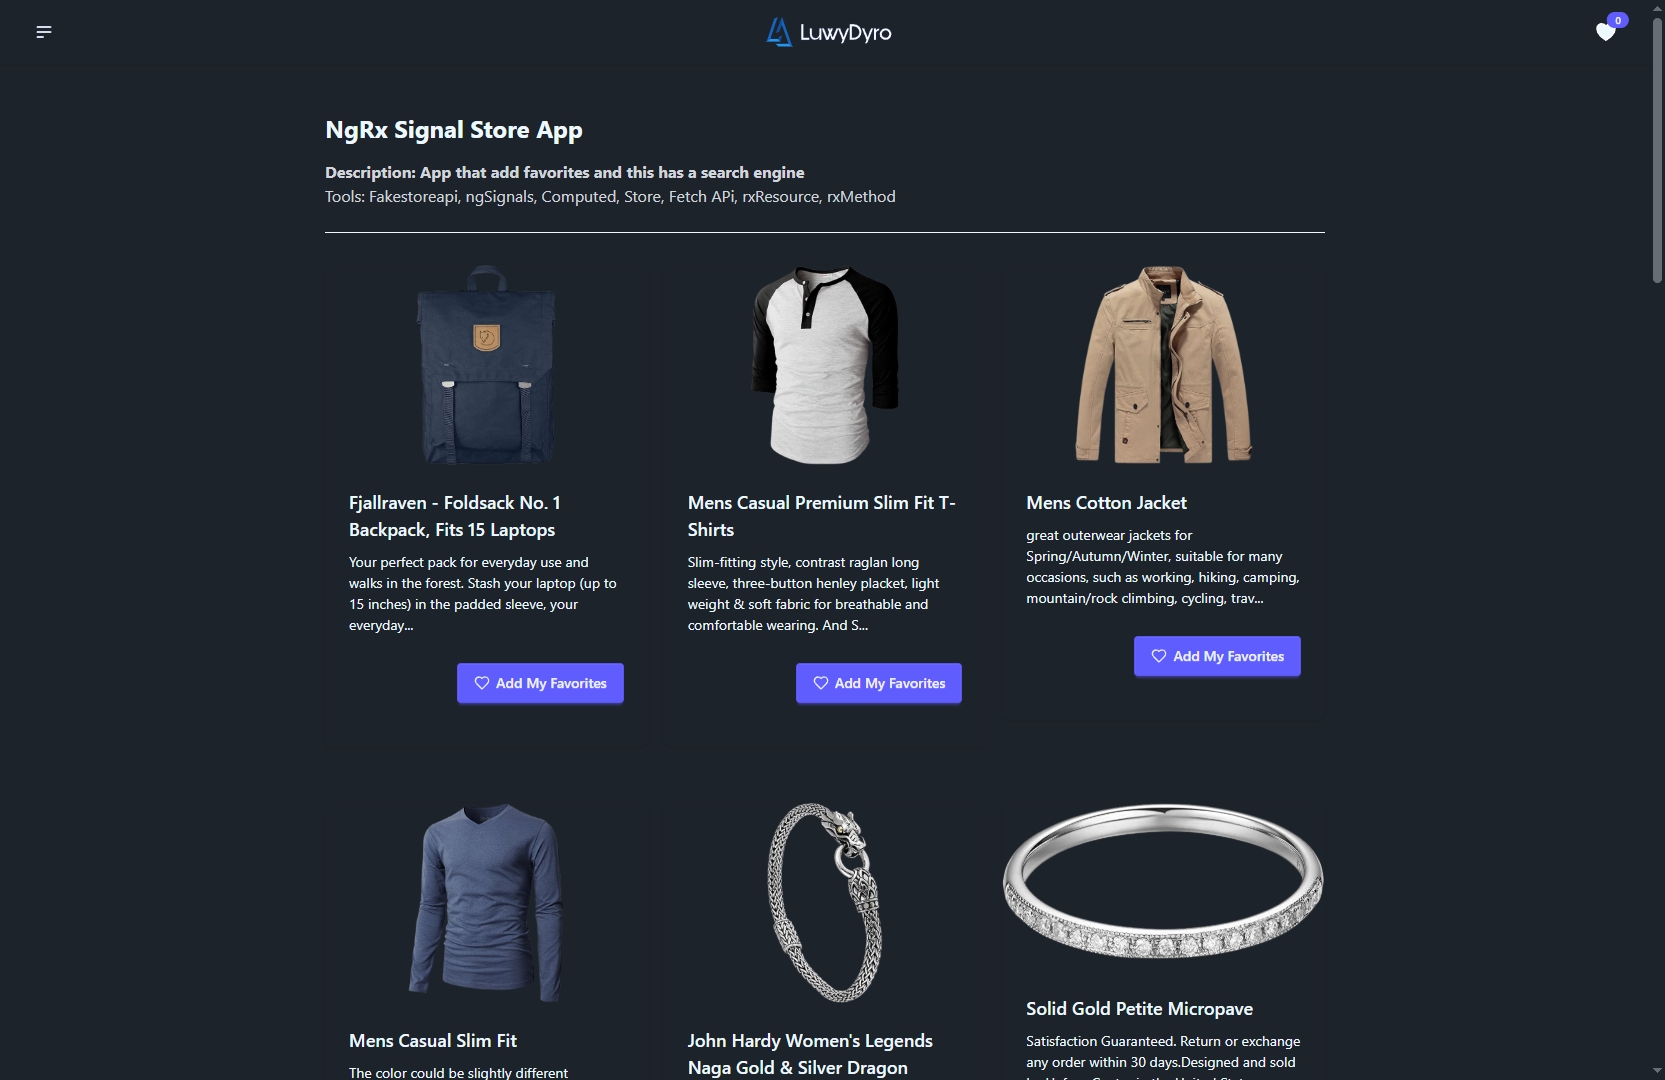 LuwyDyro
0
NgRx Signal Store App
Description: App that add favorites and this has a search engine
Tools: Fakestoreapi, ngSignals, Computed, Store, Fetch APi, rxResource, rxMethod
Fjallraven - Foldsack No. 1
Backpack, Fits 15 Laptops
Your perfect pack for everyday use and
walks in the forest. Stash your laptop (up to
15 inches) in the padded sleeve, your
everyday...
Add My Favorites
Mens Casual Premium Slim Fit T-
Shirts
Slim-fitting style, contrast raglan long
sleeve, three-button henley placket, light
weight & soft fabric for breathable and
comfortable wearing. And S...
Add My Favorites
Mens Cotton Jacket
great outerwear jackets for
Spring/Autumn/Winter, suitable for many
occasions, such as working, hiking, camping,
mountain/rock climbing, cycling, trav...
Add My Favorites
Mens Casual Slim Fit
The color could be slightly different
John Hardy Women's Legends
Naga Gold & Silver Dragon
Solid Gold Petite Micropave
Satisfaction Guaranteed. Return or exchange
any order within 30 days.Designed and sold